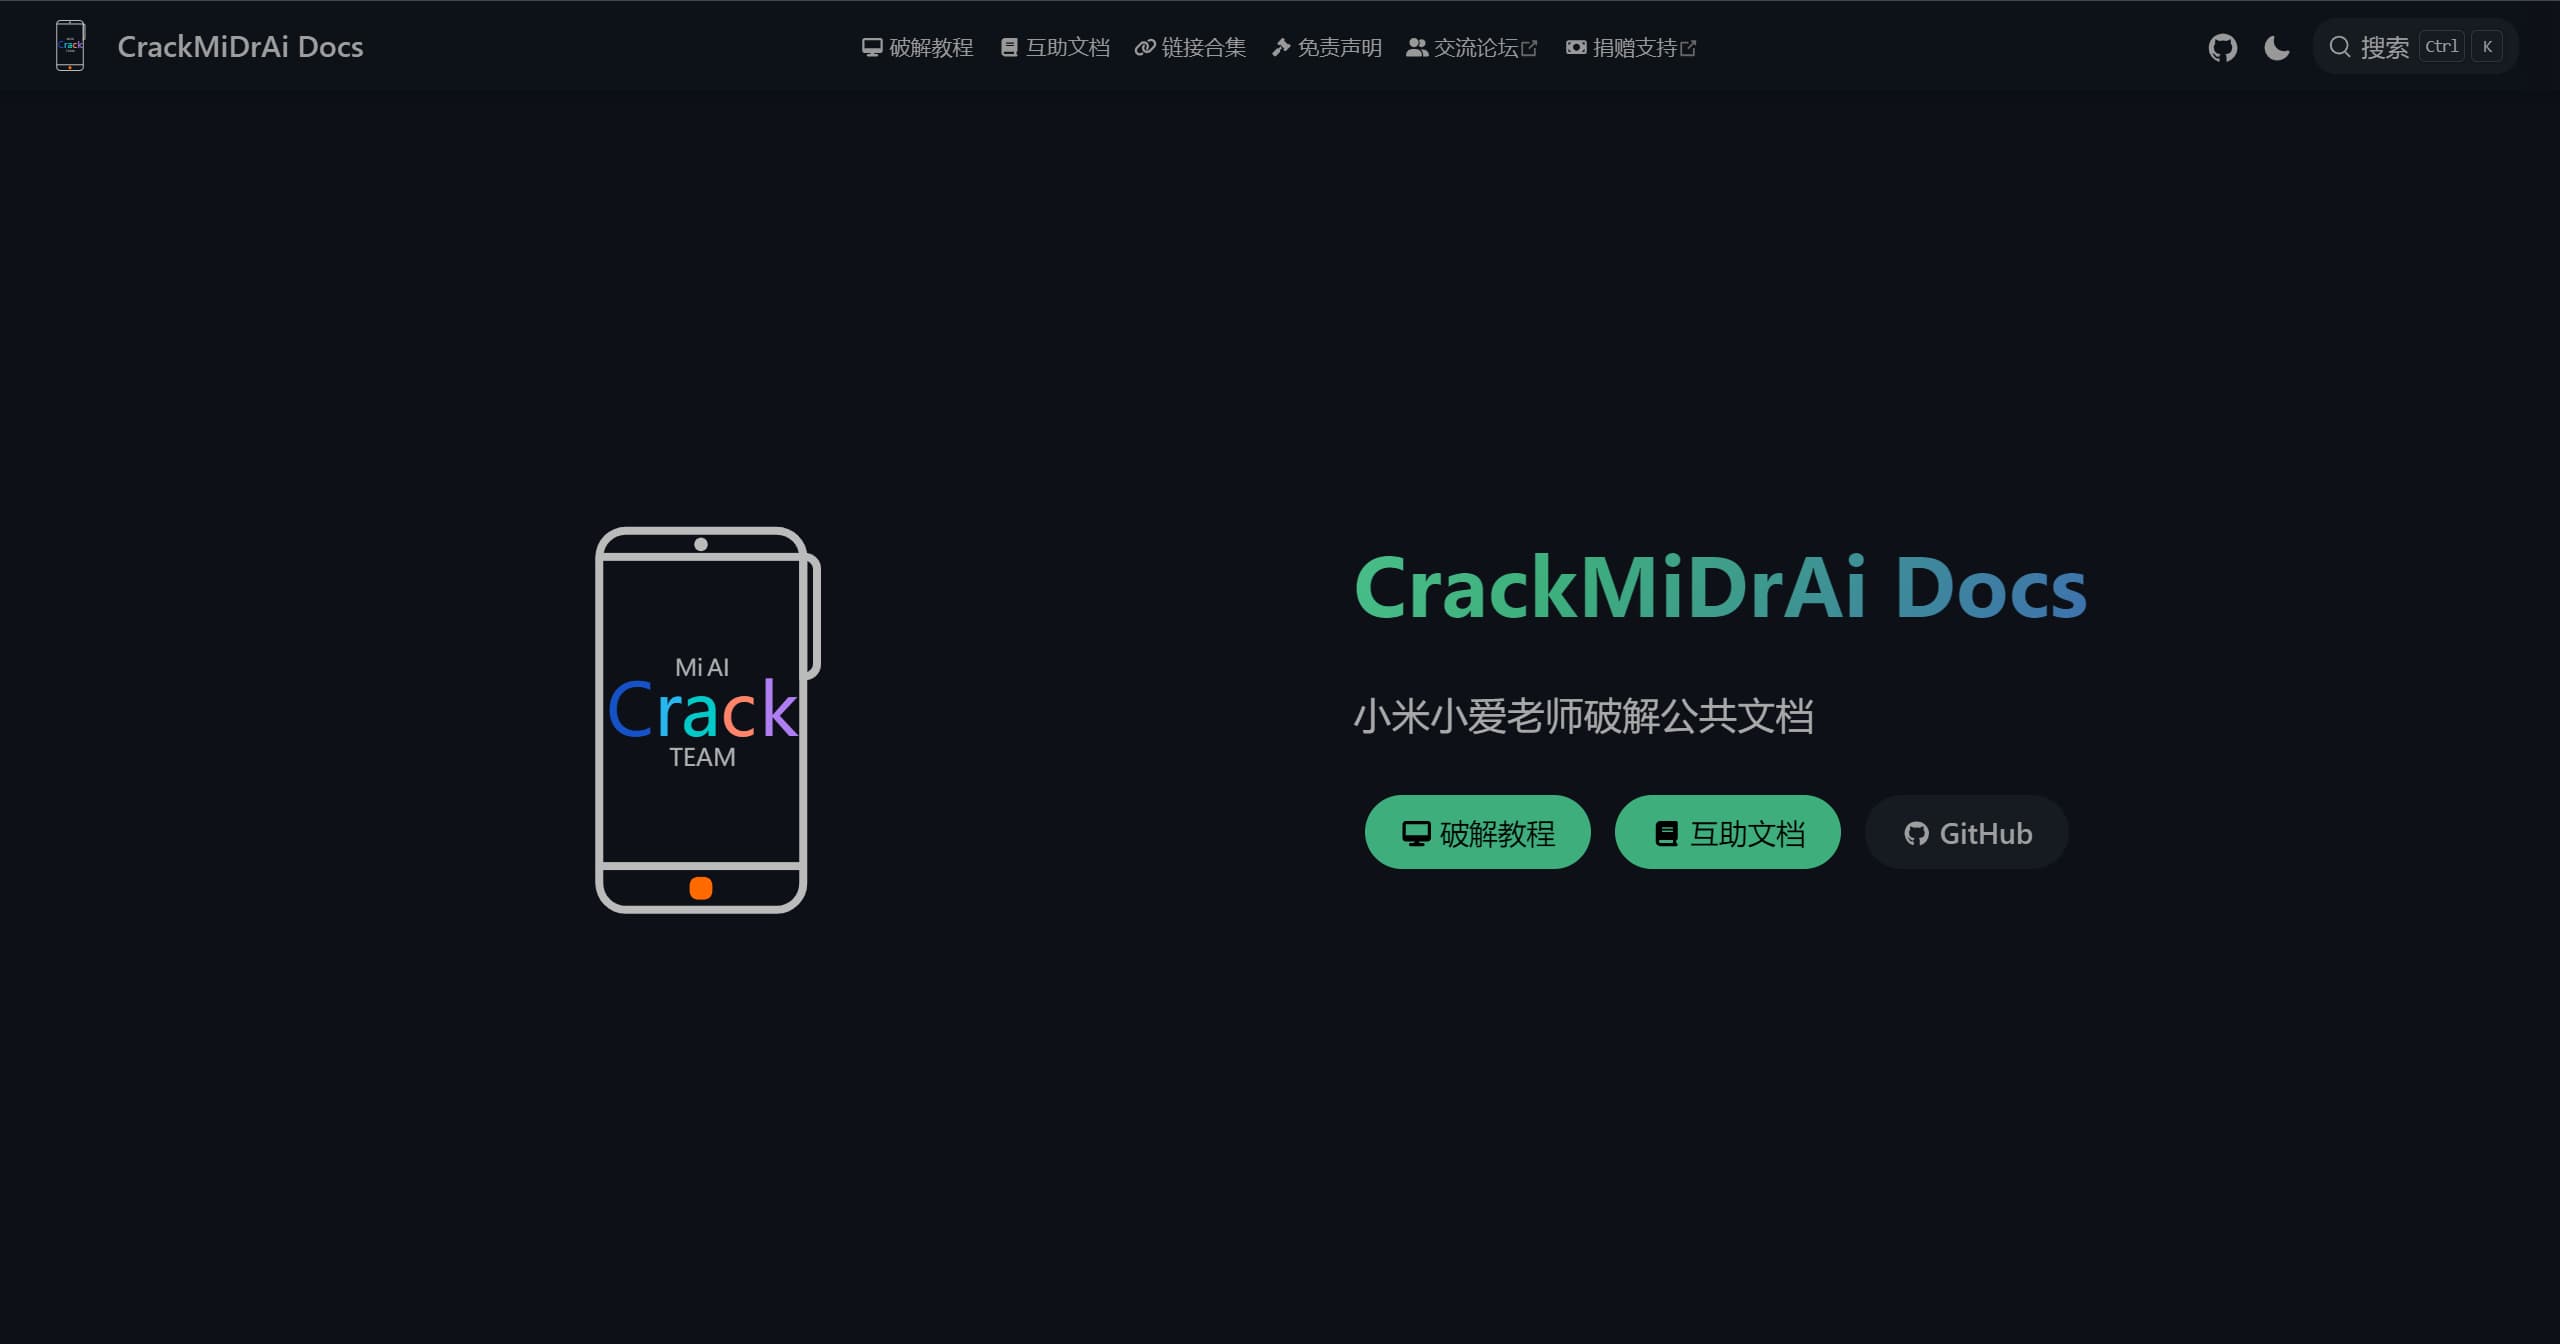 CrackMiDrAi Docs
破解教程 互助文档 链接合集 免责声明 交流论坛 捐赠支持
搜索 Ctrl K
Mi AI
Crack
TEAM
CrackMiDrAi Docs
小米小爱老师破解公共文档
破解教程 互助文档 GitHub